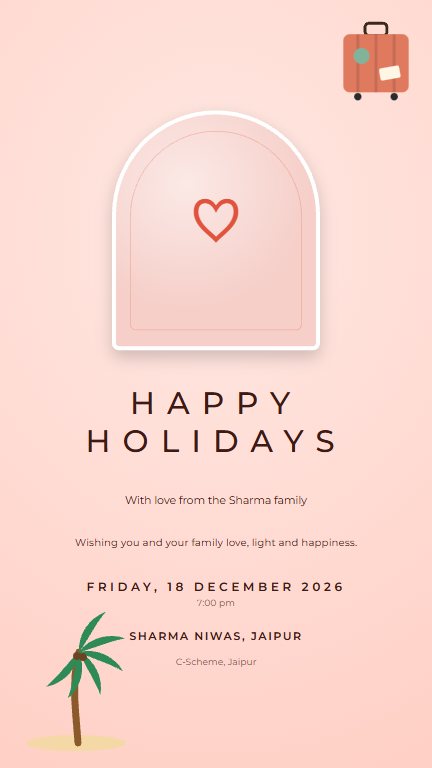 HAPPY
HOLIDAYS
With love from the Sharma family
Wishing you and your family love, light and happiness.
FRIDAY, 18 DECEMBER 2026
7:00 pm
SHARMA NIWAS, JAIPUR
C-Scheme, Jaipur